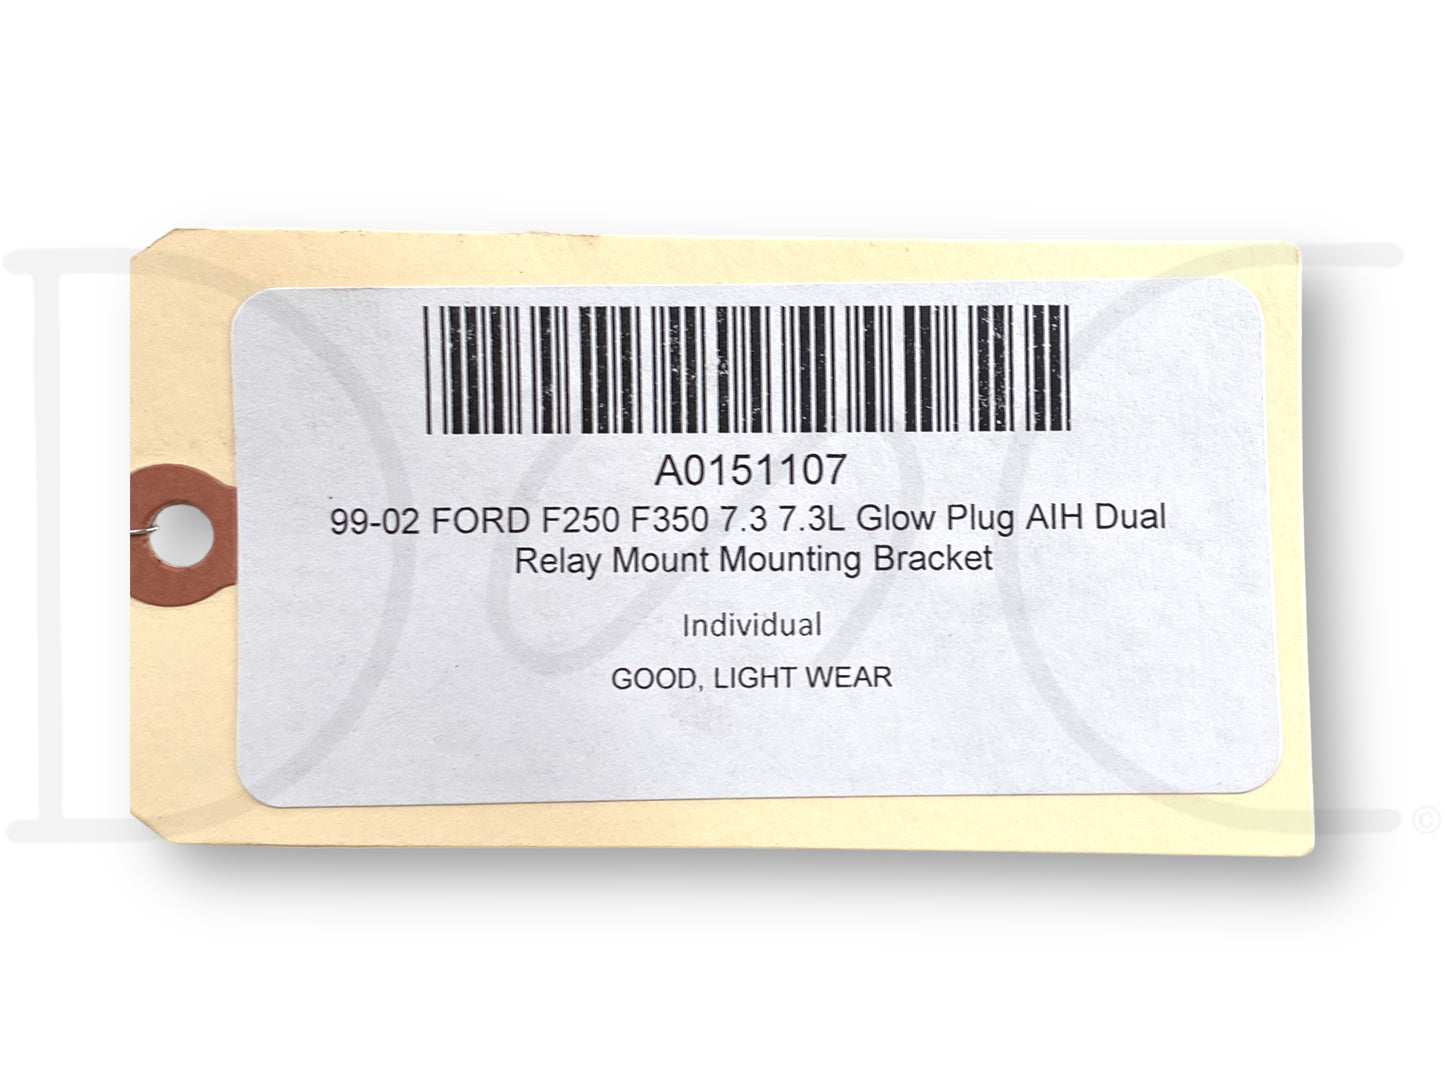 A0151107
99-02 FORD F250 F350 7.3 7.3L Glow Plug AIH Dual
Relay Mount Mounting Bracket
Individual
GOOD, LIGHT WEAR
©